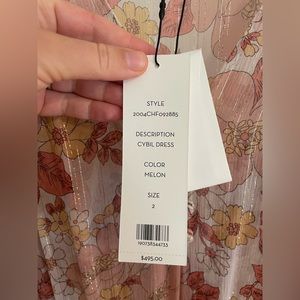 STYLE
2004CHF092885
DESCRIPTION
CYBIL DRESS
COLOR
MELON
SIZE
2
190738544733
$495.00